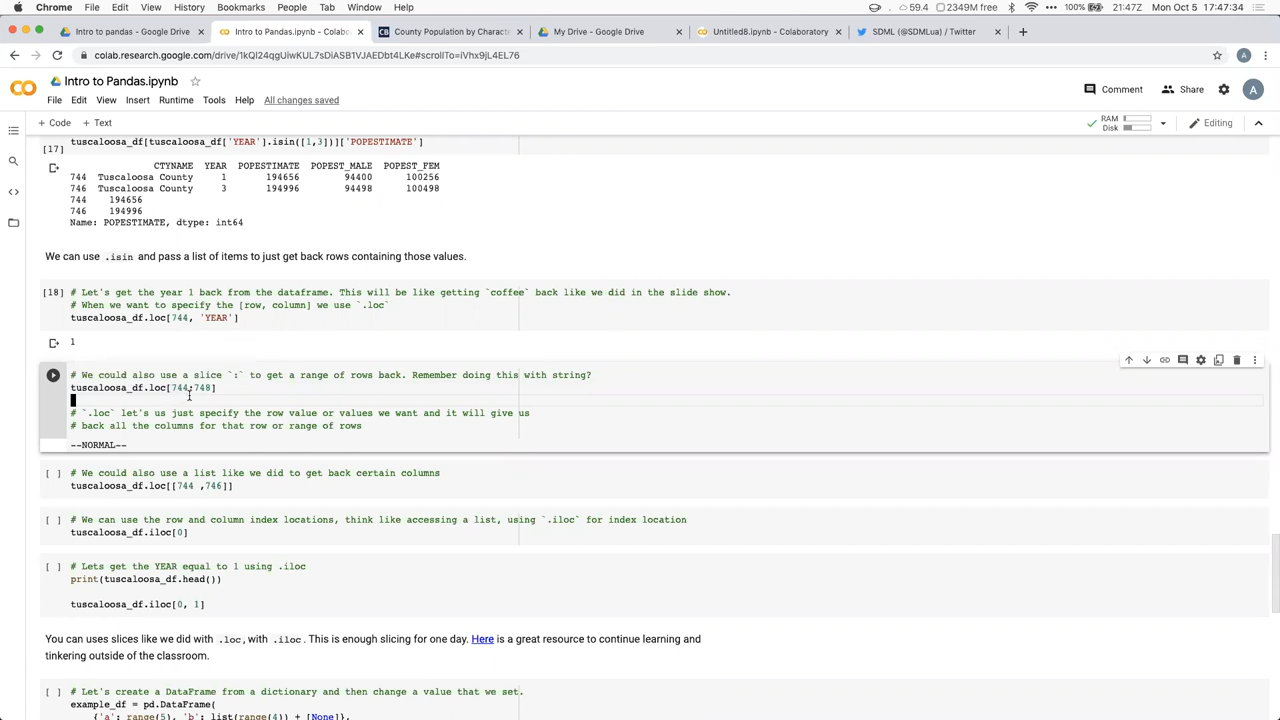 Chrome File Edit View History Bookmarks People Tab Window Help 59.4 2349M free 100% 21:47Z Mon Oct 5 17:47:34
Intro to pandas - Google Drive Intro to Pandas.ipynb - Colabo County Population by Charact My Drive - Google Drive Untitled8.ipynb - Colaboratory SDML (@SDMLua) / Twitter
colab.research.google.com/drive/1kQl24qgUiwKUL7sDiASB1VJAEDbt4LKe#scrollTo=iVhx9jL4EL76
Intro to Pandas.ipynb
Comment Share A
File Edit View Insert Runtime Tools Help All changes saved
+ Code + Text RAM Disk Editing
tuscaloosa_df[tuscaloosa_df['YEAR'].isin([1,3])]['POPESTIMATE']
[17]
CTYNAME YEAR POPESTIMATE POPEST_MALE POPEST_FEM
744 Tuscaloosa County 1 194656 94400 100256
746 Tuscaloosa County 3 194996 94498 100498
744 194656
746 194996
Name: POPESTIMATE, dtype: int64
We can use .isin and pass a list of items to just get back rows containing those values.
[18] # Let's get the year 1 back from the dataframe. This will be like getting `coffee` back like we did in the slide show.
# When we want to specify the [row, column] we use `.loc`
tuscaloosa_df.loc[744, 'YEAR']
1
# We could also use a slice `:` to get a range of rows back. Remember doing this with string?
tuscaloosa_df.loc[744:748]
# `.loc` let's us just specify the row value or values we want and it will give us
# back all the columns for that row or range of rows
--NORMAL--
[ ] # We could also use a list like we did to get back certain columns
tuscaloosa_df.loc[[744 ,746]]
[ ] # We can use the row and column index locations, think like accessing a list, using `.iloc` for index location
tuscaloosa_df.iloc[0]
[ ] # Lets get the YEAR equal to 1 using .iloc
print(tuscaloosa_df.head())
tuscaloosa_df.iloc[0, 1]
You can uses slices like we did with .loc, with .iloc. This is enough slicing for one day. Here is a great resource to continue learning and
tinkering outside of the classroom.
[ ] # Let's create a DataFrame from a dictionary and then change a value that we set.
example_df = pd.DataFrame(
{'a': range(5), 'b': list(range(4)) + [None]},